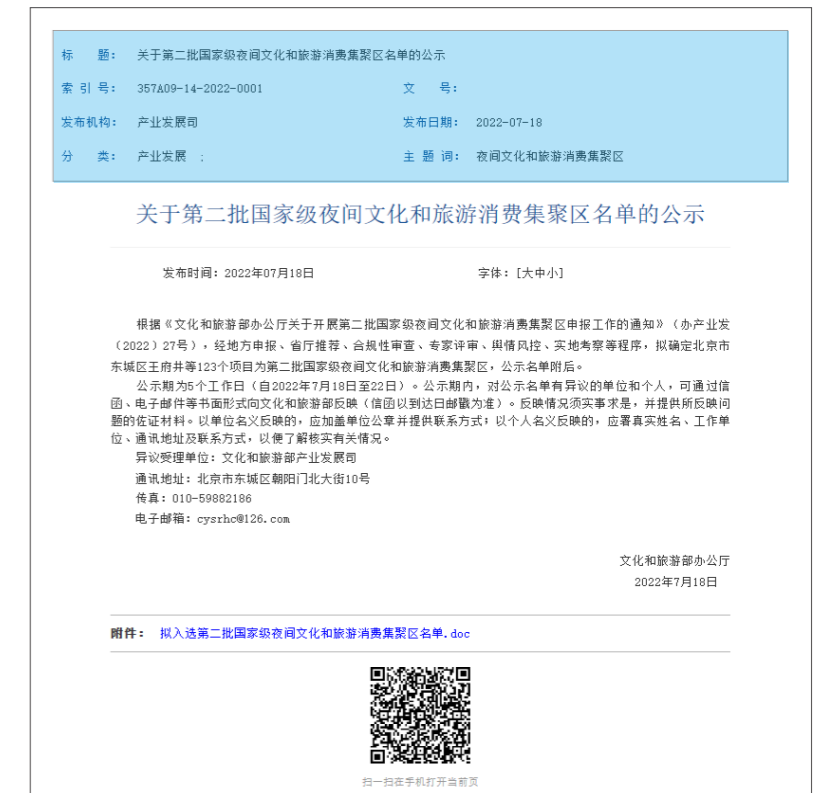 标 题： 关于第二批国家级夜间文化和旅游消费集聚区名单的公示
索 引 号： 357A09-14-2022-0001 文 号：
发布机构： 产业发展司 发布日期： 2022-07-18
分 类： 产业发展 ； 主 题 词： 夜间文化和旅游消费集聚区
关于第二批国家级夜间文化和旅游消费集聚区名单的公示
发布时间：2022年07月18日 字体：[大中小]
根据《文化和旅游部办公厅关于开展第二批国家级夜间文化和旅游消费集聚区申报工作的通知》（办产业发
〔2022〕27号），经地方申报、省厅推荐、合规性审查、专家评审、舆情风控、实地考察等程序，拟确定北京市
东城区王府井等123个项目为第二批国家级夜间文化和旅游消费集聚区，公示名单附后。
公示期为5个工作日（自2022年7月18日至22日）。公示期内，对公示名单有异议的单位和个人，可通过信
函、电子邮件等书面形式向文化和旅游部反映（信函以到达日邮戳为准）。反映情况须实事求是，并提供所反映问
题的佐证材料。以单位名义反映的，应加盖单位公章并提供联系方式；以个人名义反映的，应署真实姓名、工作单
位、通讯地址及联系方式，以便了解核实有关情况。
异议受理单位：文化和旅游部产业发展司
通讯地址：北京市东城区朝阳门北大街10号
传真：010-59882186
电子邮箱：cysrhc@126.com
文化和旅游部办公厅
2022年7月18日
附件： 拟入选第二批国家级夜间文化和旅游消费集聚区名单.doc
扫一扫在手机打开当前页